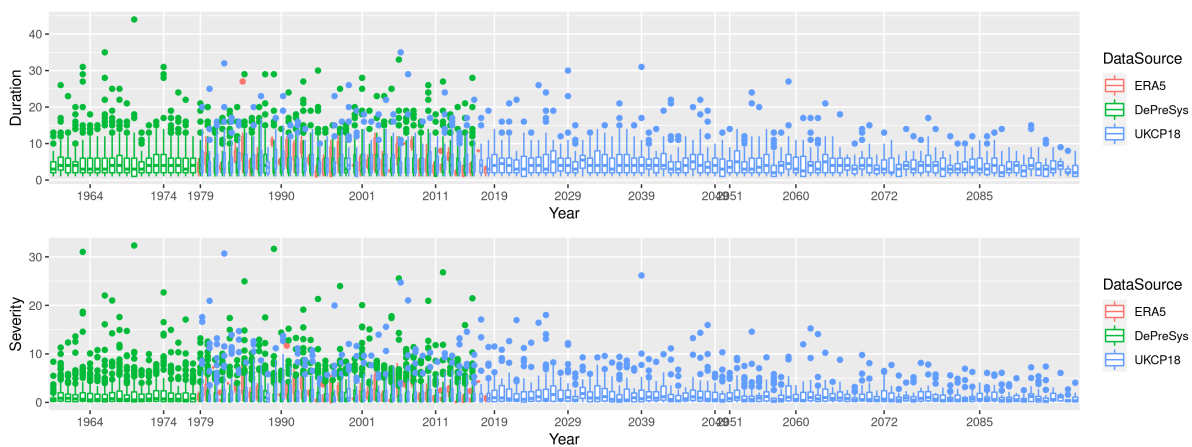 DataSource
ERA5
DePreSys
UKCP18
Duration
40
30
20
10
0
1964 1974 1979 1990 2001 2011 2019 2029 2039 2049 2051 2060 2072 2085
Year
DataSource
ERA5
DePreSys
UKCP18
Severity
30
20
10
0
1964 1974 1979 1990 2001 2011 2019 2029 2039 2049 2051 2060 2072 2085
Year